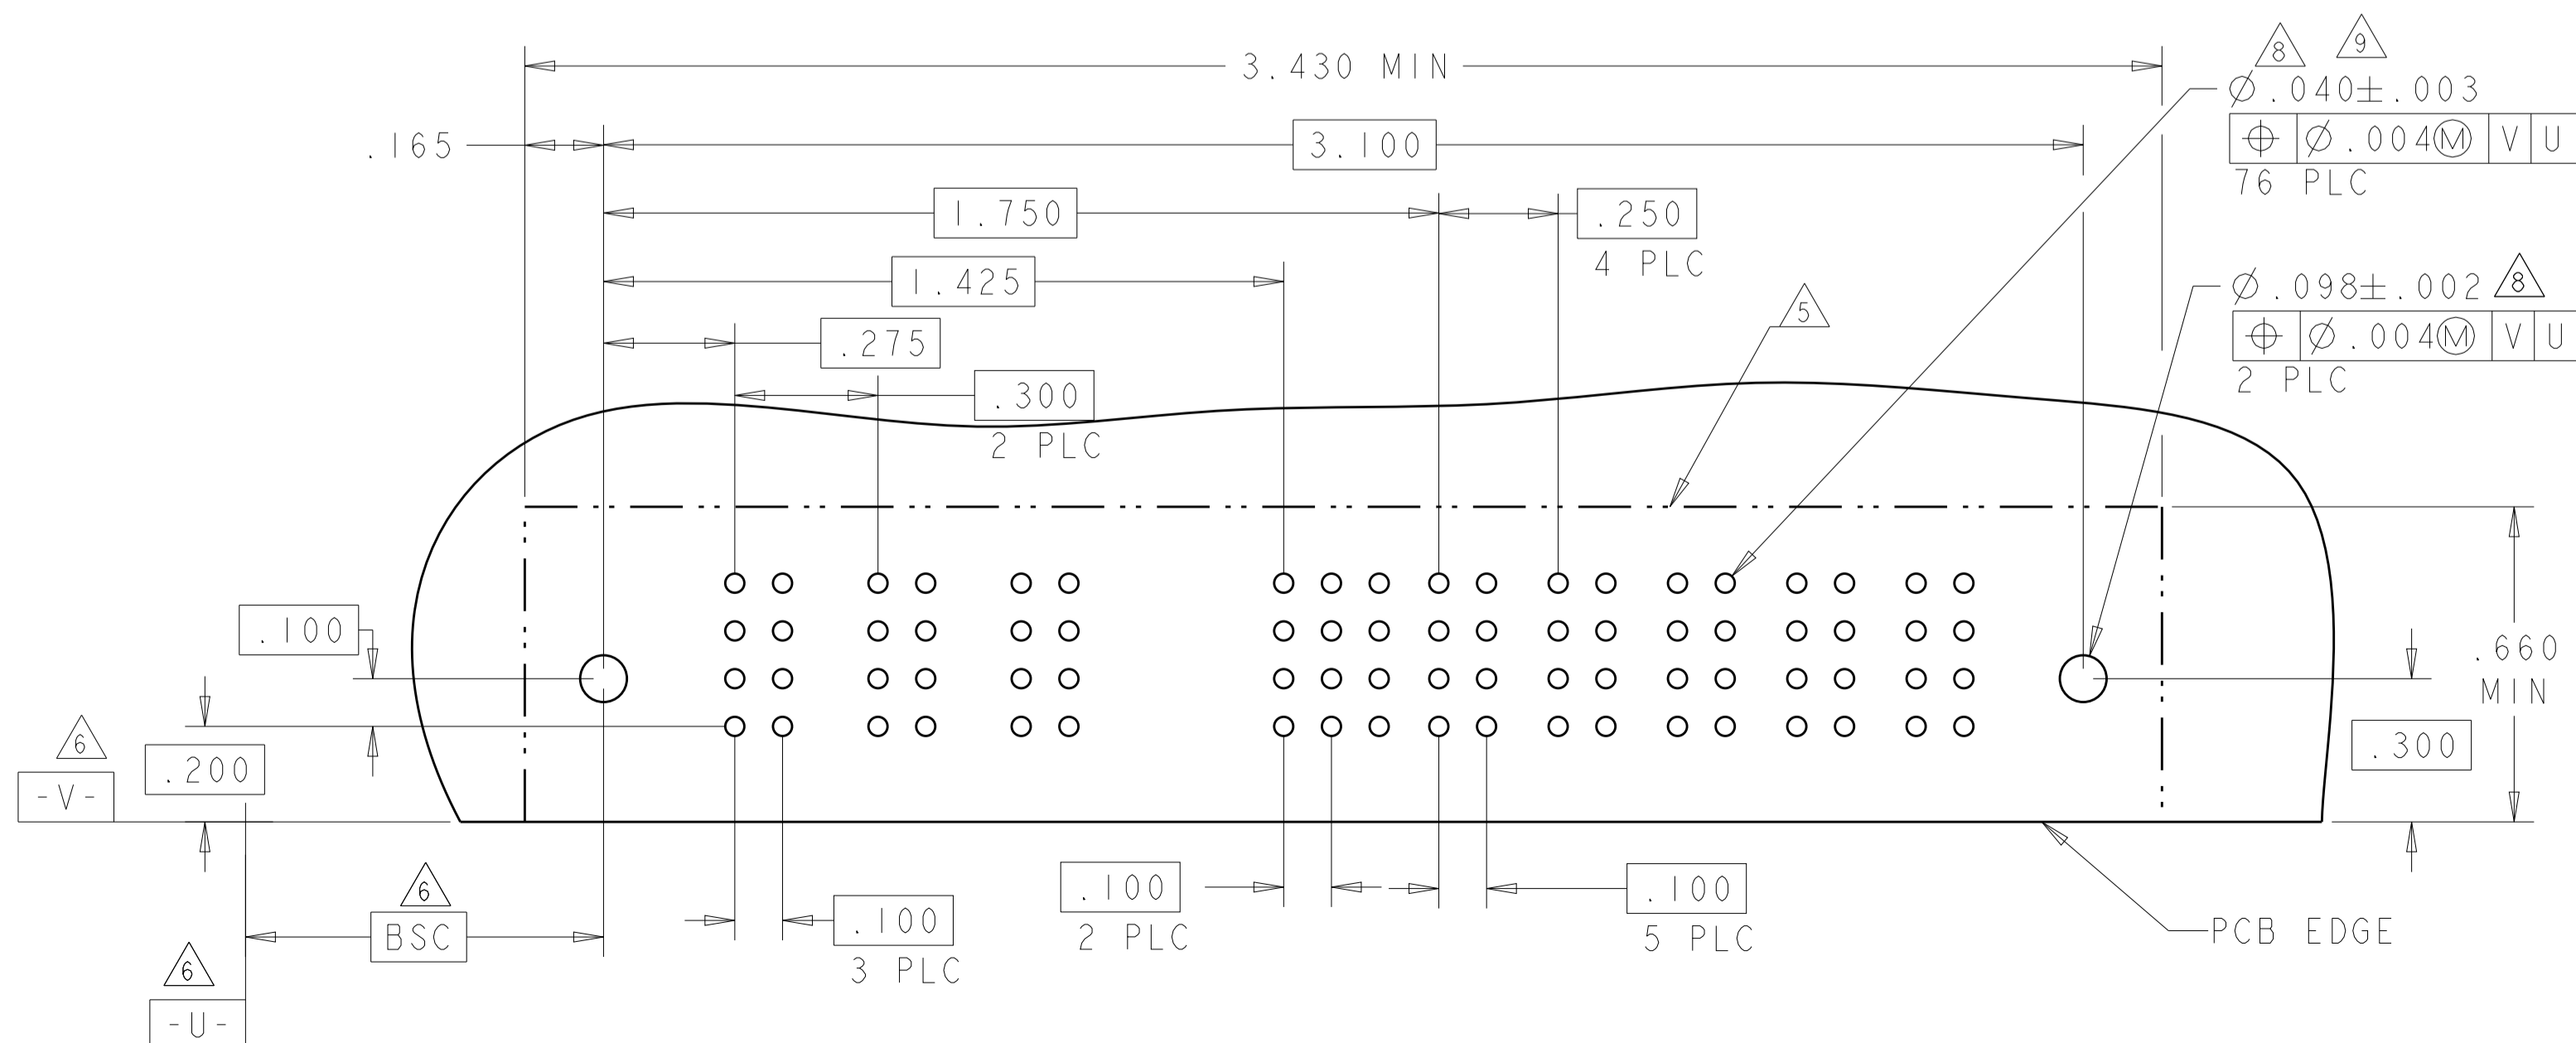 8
9
3.430 MIN
Ø.040±.003
.165
3.100
⌖ Ø.004Ⓜ V U
76 PLC
1.750
.250
4 PLC
1.425
Ø.098±.002 8
5
⌖ Ø.004Ⓜ V U
2 PLC
.275
.300
2 PLC
.100
.660
MIN
6
.200
.300
-V-
6
.100
2 PLC
.100
5 PLC
BSC
.100
3 PLC
PCB EDGE
6
-U-